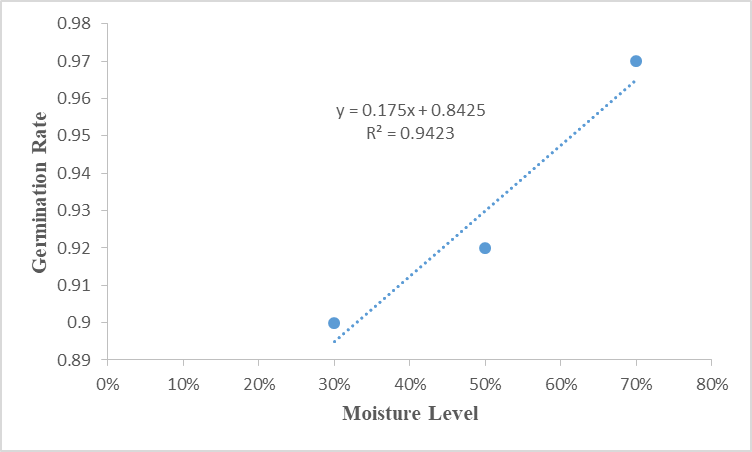 0.98
0.97
0.96
0.95
0.94
0.93
0.92
0.91
0.9
0.89
Germination Rate
y = 0.175x + 0.8425
R² = 0.9423
0% 10% 20% 30% 40% 50% 60% 70% 80%
Moisture Level